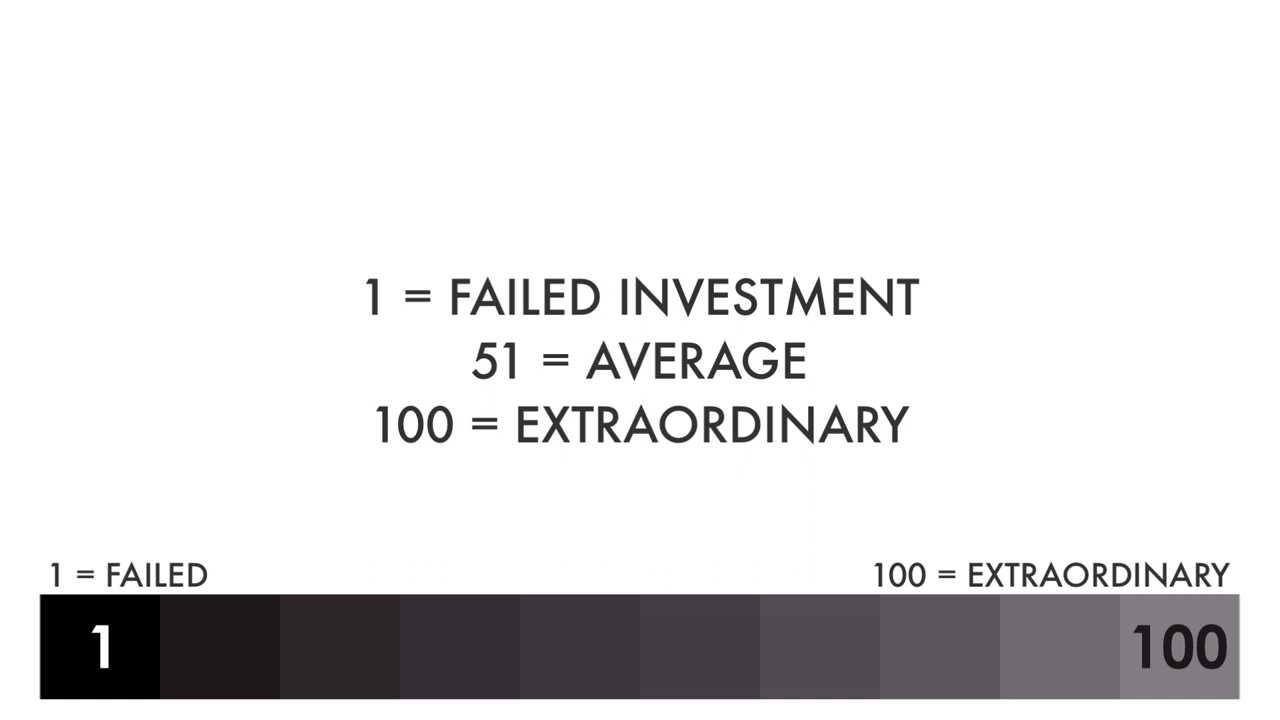 1 = FAILED INVESTMENT
51 = AVERAGE
100 = EXTRAORDINARY
1 = FAILED
100 = EXTRAORDINARY
1
100